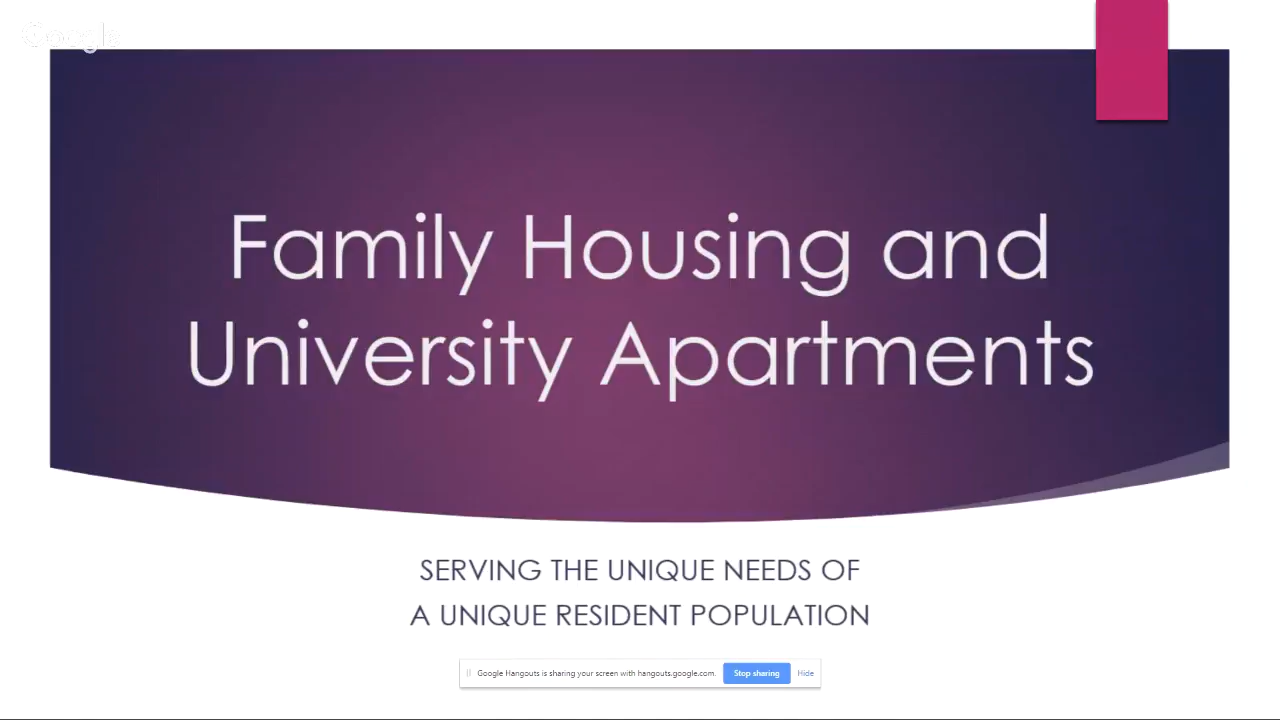 Google
Family Housing and
University Apartments
SERVING THE UNIQUE NEEDS OF
A UNIQUE RESIDENT POPULATION
Google Hangouts is sharing your screen with hangouts.google.com. Stop sharing Hide